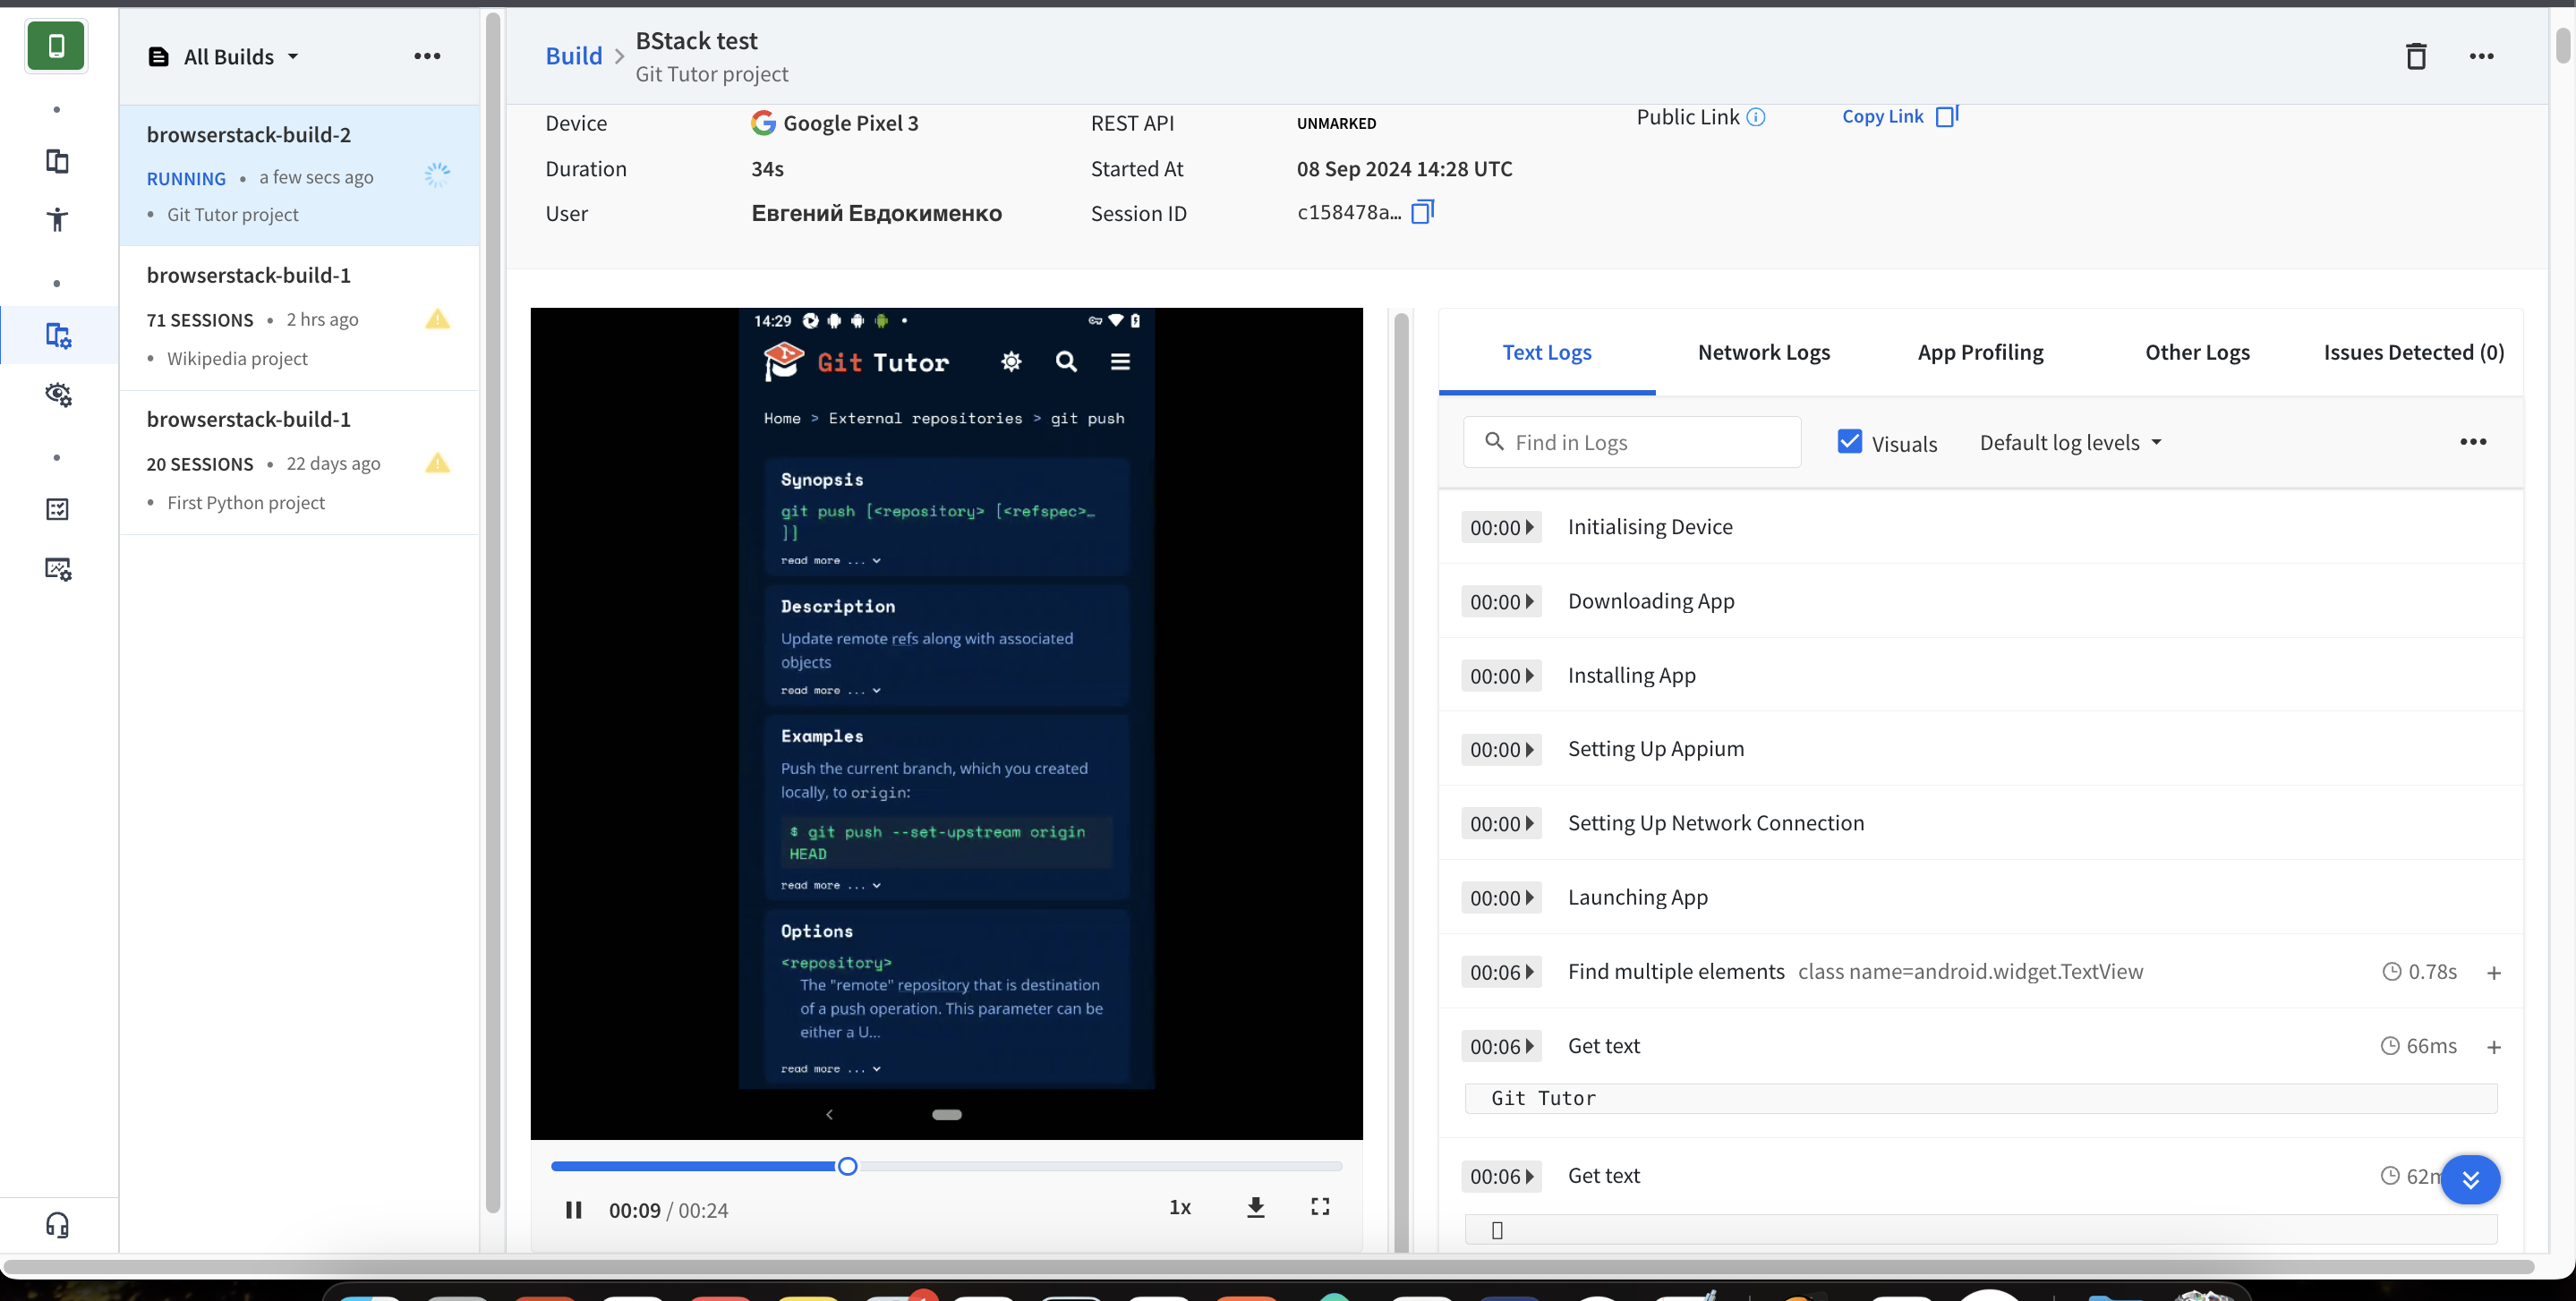 All Builds
browserstack-build-2
RUNNING • a few secs ago
• Git Tutor project
browserstack-build-1
71 SESSIONS • 2 hrs ago
• Wikipedia project
browserstack-build-1
20 SESSIONS • 22 days ago
• First Python project
Build > BStack test
Git Tutor project
Device Google Pixel 3 REST API UNMARKED Public Link Copy Link
Duration 34s Started At 08 Sep 2024 14:28 UTC
User Евгений Евдокименко Session ID c158478a...
14:29
Git Tutor
Home > External repositories > git push
Synopsis
git push [<repository> [<refspec>…
]]
read more ...
Description
Update remote refs along with associated
objects
read more ...
Examples
Push the current branch, which you created
locally, to origin:
$ git push --set-upstream origin
HEAD
read more ...
Options
<repository>
The "remote" repository that is destination
of a push operation. This parameter can be
either a U...
read more ...
00:09 / 00:24 1x
Text Logs Network Logs App Profiling Other Logs Issues Detected (0)
Find in Logs Visuals Default log levels
00:00 Initialising Device
00:00 Downloading App
00:00 Installing App
00:00 Setting Up Appium
00:00 Setting Up Network Connection
00:00 Launching App
00:06 Find multiple elements class name=android.widget.TextView 0.78s +
00:06 Get text 66ms +
Git Tutor
00:06 Get text